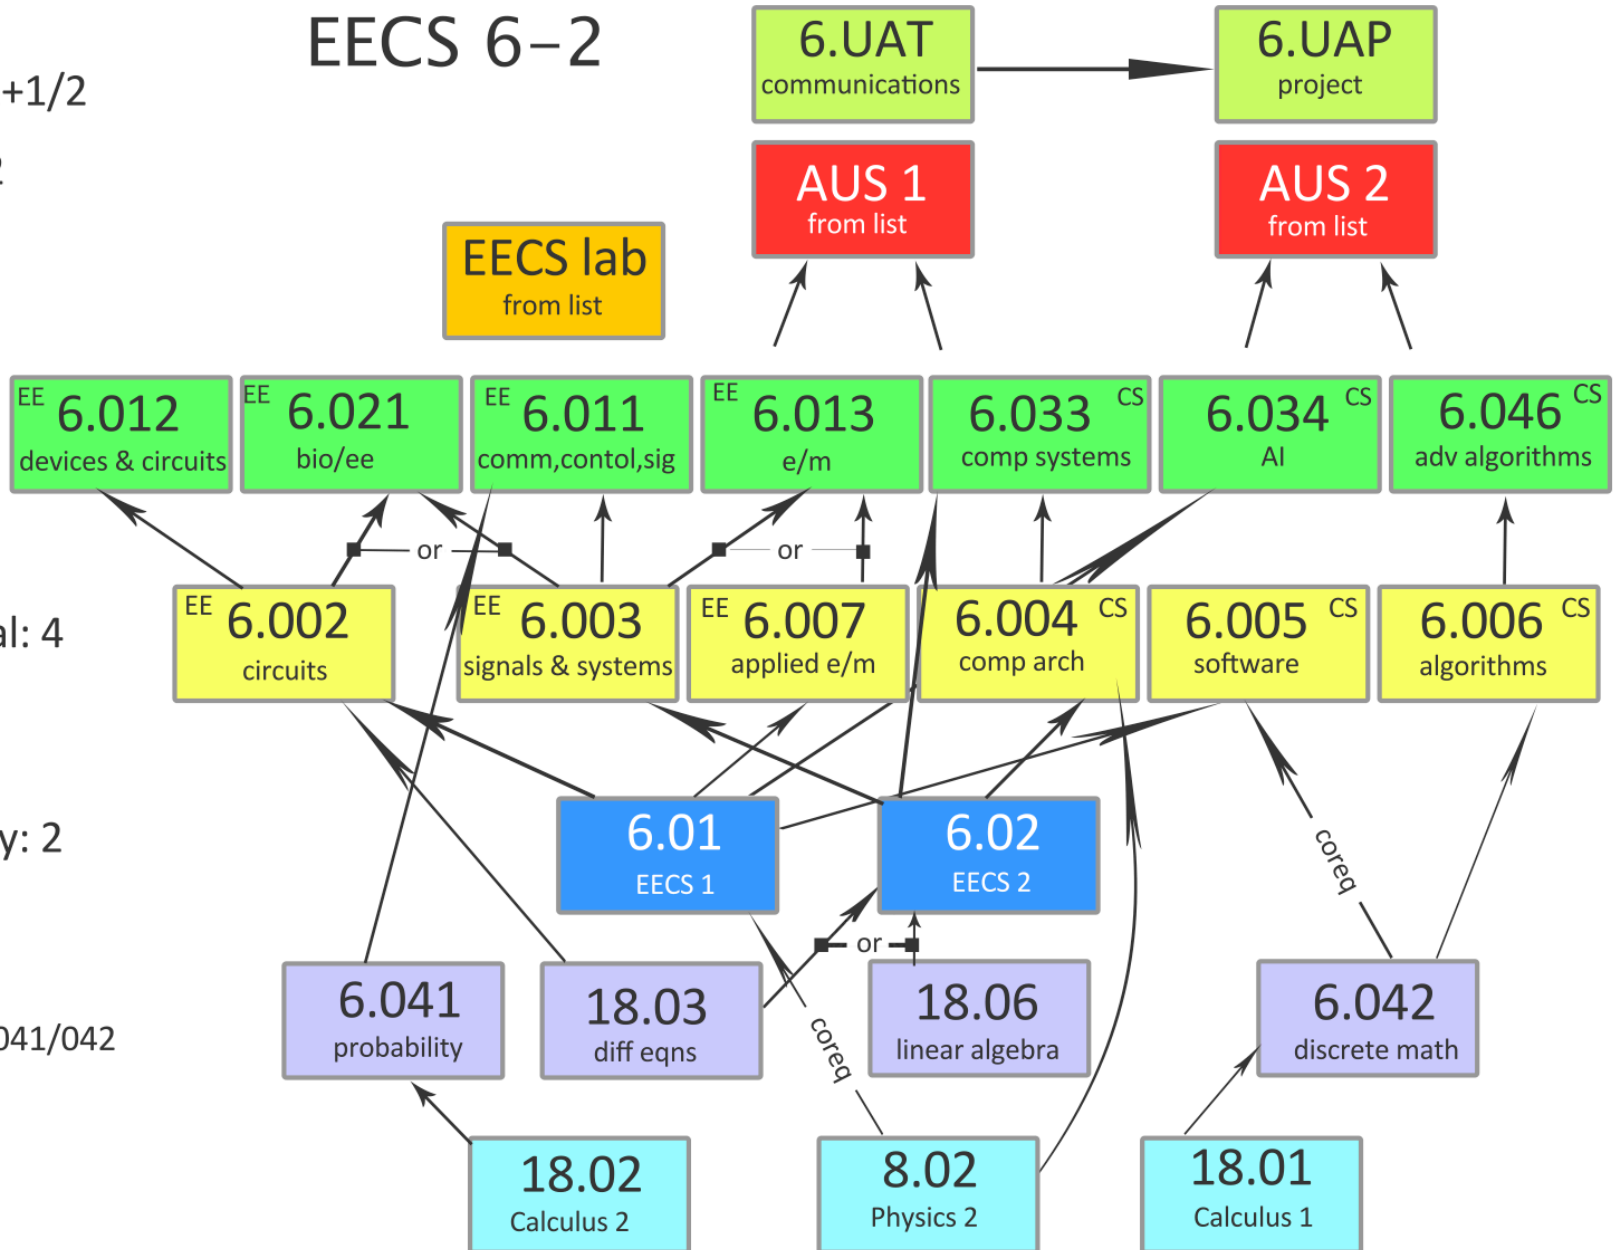 EECS 6-2
6.UAT
communications
6.UAP
project
+1/2
2
AUS 1
from list
AUS 2
from list
EECS lab
from list
EE 6.012
devices & circuits
EE 6.021
bio/ee
EE 6.011
comm,contol,sig
EE 6.013
e/m
6.033 CS
comp systems
6.034 CS
AI
6.046 CS
adv algorithms
or
or
al: 4
EE 6.002
circuits
EE 6.003
signals & systems
EE 6.007
applied e/m
6.004 CS
comp arch
6.005 CS
software
6.006 CS
algorithms
y: 2
6.01
EECS 1
6.02
EECS 2
coreq
or
041/042
6.041
probability
18.03
diff eqns
18.06
linear algebra
6.042
discrete math
coreq
18.02
Calculus 2
8.02
Physics 2
18.01
Calculus 1